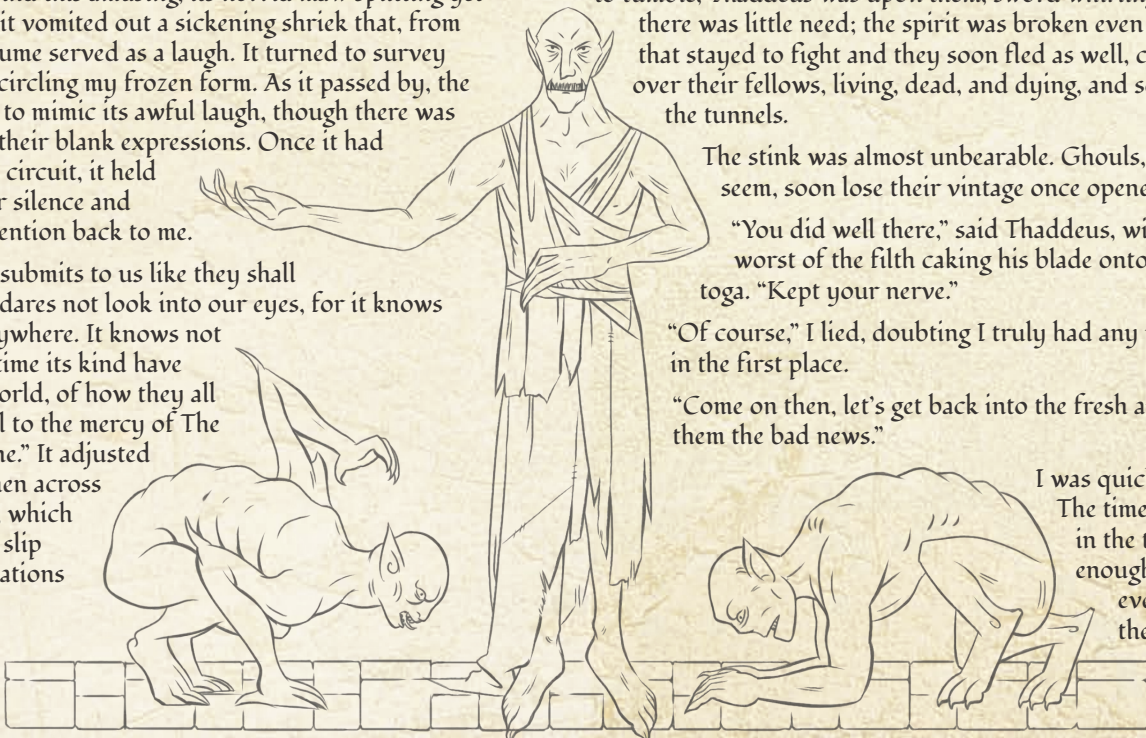 it vomited out a sickening shriek that, from
ume served as a laugh. It turned to survey
circling my frozen form. As it passed by, the
to mimic its awful laugh, though there was
their blank expressions. Once it had
circuit, it held
silence and
ention back to me.
submits to us like they shall
dares not look into our eyes, for it knows
ywhere. It knows not
time its kind have
orld, of how they all
l to the mercy of The
ne.” It adjusted
en across
which
slip
ations
to tumble, Thaddeus was upon them, sword
there was little need; the spirit was broken even
that stayed to fight and they soon fled as well, c
over their fellows, living, dead, and dying, and s
the tunnels.
The stink was almost unbearable. Ghouls,
seem, soon lose their vintage once opene
“You did well there,” said Thaddeus, wi
worst of the filth caking his blade onto
toga. “Kept your nerve.”
“Of course,” I lied, doubting I truly had any
in the first place.
“Come on then, let’s get back into the fresh a
them the bad news.”
I was quic
The time
in the t
enough
eve
the